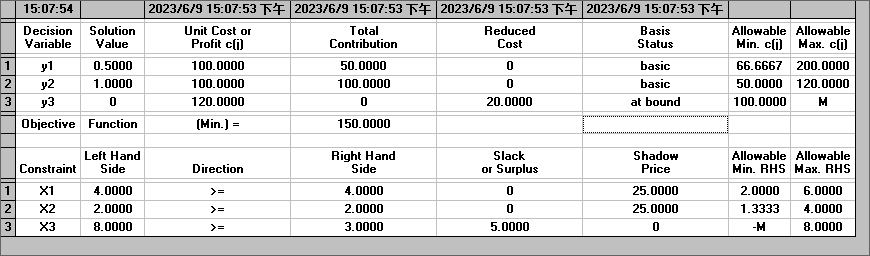 15:07:54 2023/6/9 15:07:53 下午 2023/6/9 15:07:53 下午 2023/6/9 15:07:53 下午 2023/6/9 15:07:53 下午
Decision Variable Solution Value Unit Cost or Profit c(j) Total Contribution Reduced Cost Basis Status Allowable Min. c(j) Allowable Max. c(j)
1 y1 0.5000 100.0000 50.0000 0 basic 66.6667 200.0000
2 y2 1.0000 100.0000 100.0000 0 basic 50.0000 120.0000
3 y3 0 120.0000 0 20.0000 at bound 100.0000 M
Objective Function (Min.) = 150.0000
Constraint Left Hand Side Direction Right Hand Side Slack or Surplus Shadow Price Allowable Min. RHS Allowable Max. RHS
1 X1 4.0000 >= 4.0000 0 25.0000 2.0000 6.0000
2 X2 2.0000 >= 2.0000 0 25.0000 1.3333 4.0000
3 X3 8.0000 >= 3.0000 5.0000 0 -M 8.0000